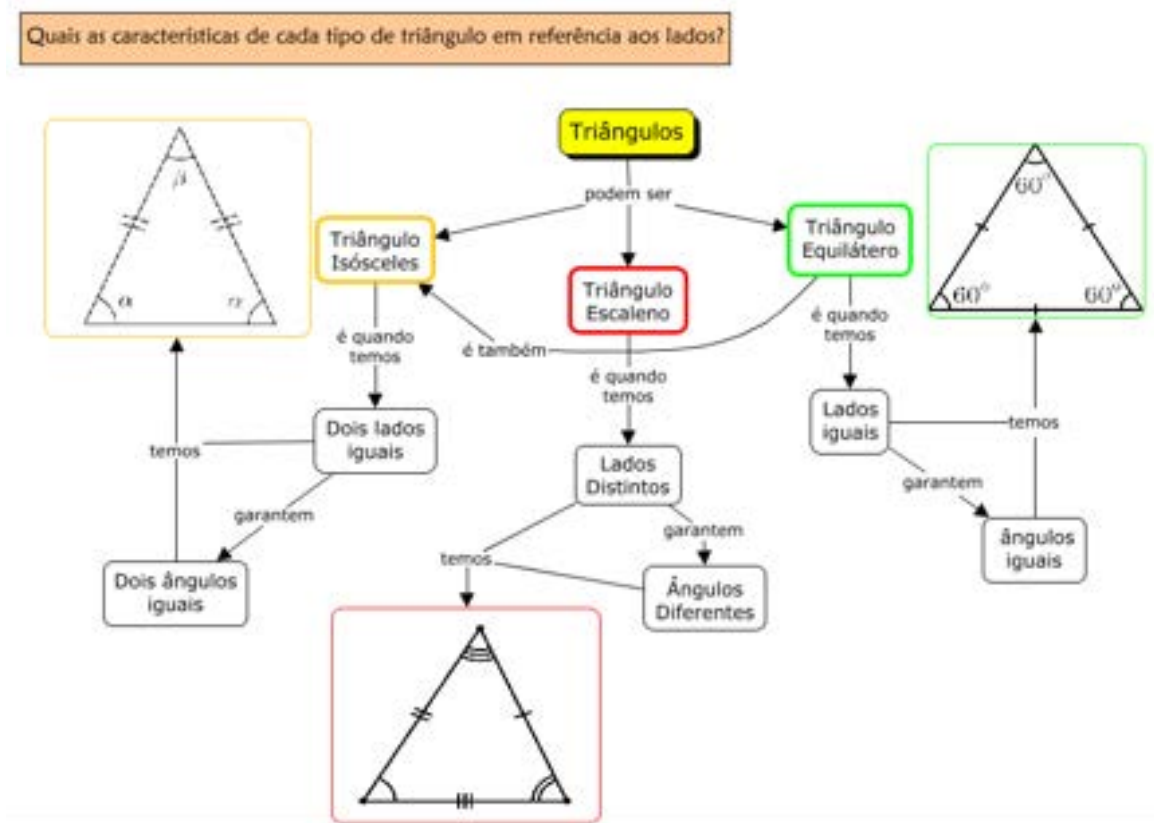 Quais as características de cada tipo de triângulo em referência aos lados?
Triângulos
podem ser
Triângulo
Isósceles
Triângulo
Escaleno
Triângulo
Equilátero
β
α
α
60°
60°
60°
é quando
temos
é também
é quando
temos
é quando
temos
Dois lados
iguais
Lados
Distintos
Lados
iguais
temos
temos
garantem
garantem
garantem
temos
Dois ângulos
iguais
Ângulos
Diferentes
ângulos
iguais